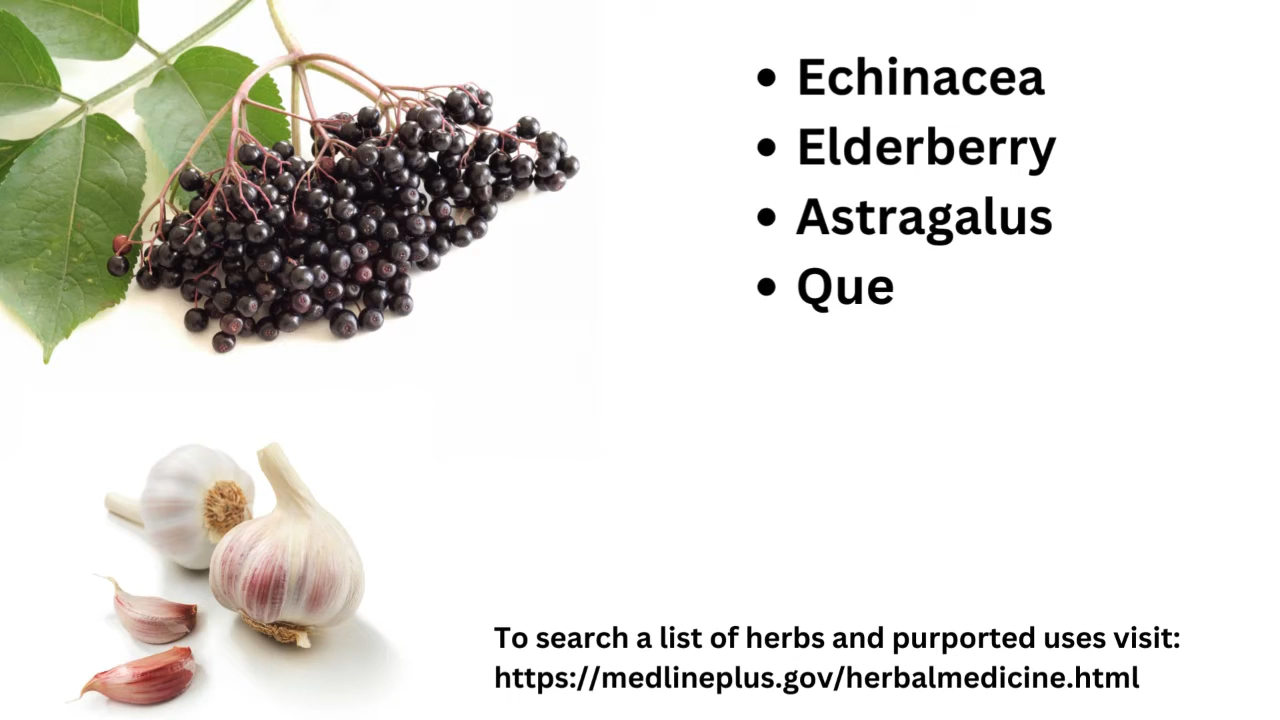 • Echinacea
• Elderberry
• Astragalus
• Que
To search a list of herbs and purported uses visit:
https://medlineplus.gov/herbalmedicine.html